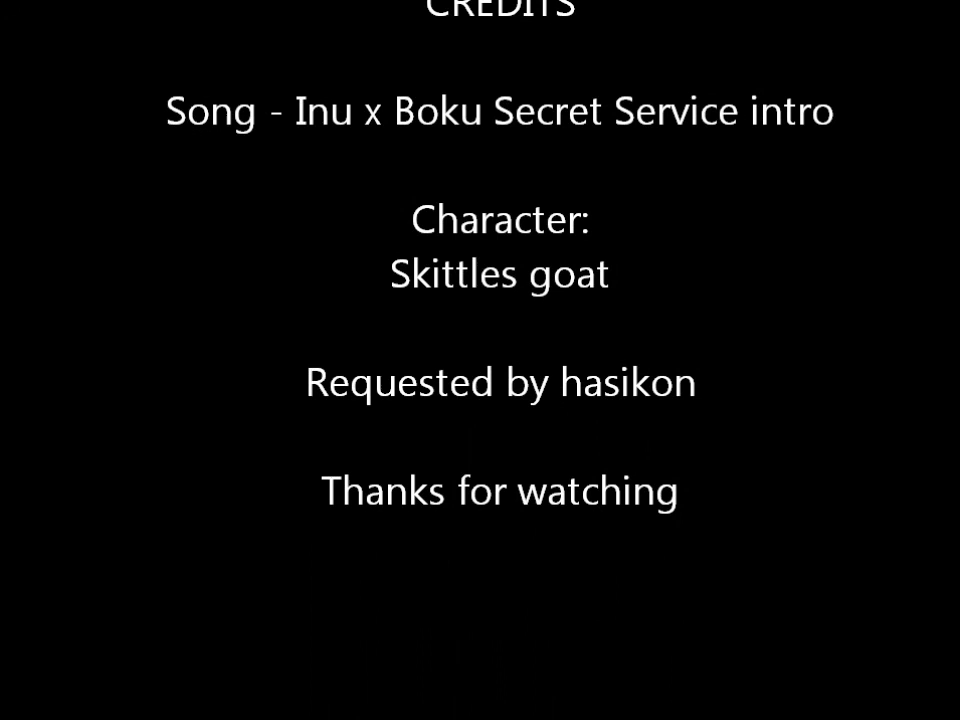 CREDITS
Song - Inu x Boku Secret Service intro
Character:
Skittles goat
Requested by hasikon
Thanks for watching